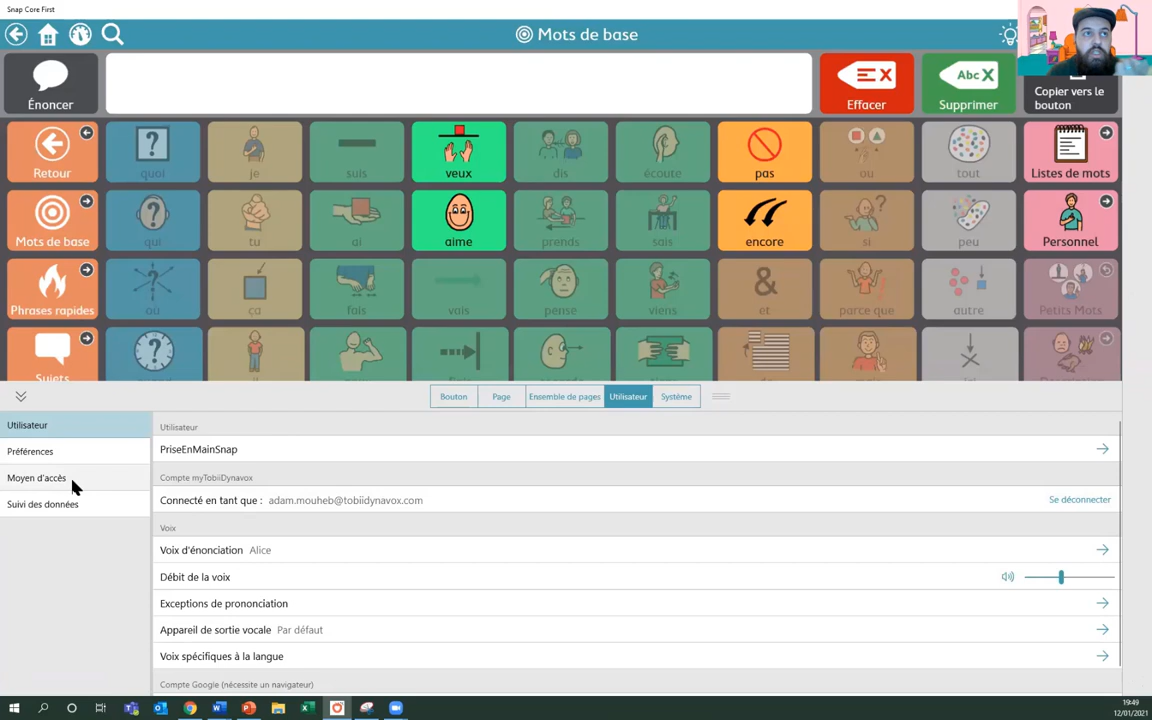 Snap Core First
Mots de base
Énoncer
Effacer
Abc X
Supprimer
Copier vers le
bouton
Retour
quoi
je
suis
veux
dis
écoute
pas
ou
tout
Listes de mots
Mots de base
qui
tu
ai
aime
prends
sais
encore
si
peu
Personnel
Phrases rapides
où
ça
fais
vais
pense
viens
&
et
parce que
autre
Petits Mots
Sujets
Bouton
Page
Ensemble de pages
Utilisateur
Système
Utilisateur
Préférences
Moyen d'accès
Suivi des données
Utilisateur
PriseEnMainSnap
Compte myTobiiDynavox
Connecté en tant que : adam.mouheb@tobiidynavox.com
Se déconnecter
Voix
Voix d'énonciation Alice
Débit de la voix
Exceptions de prononciation
Appareil de sortie vocale Par défaut
Voix spécifiques à la langue
Compte Google (nécessite un navigateur)
19:49
12/01/2021